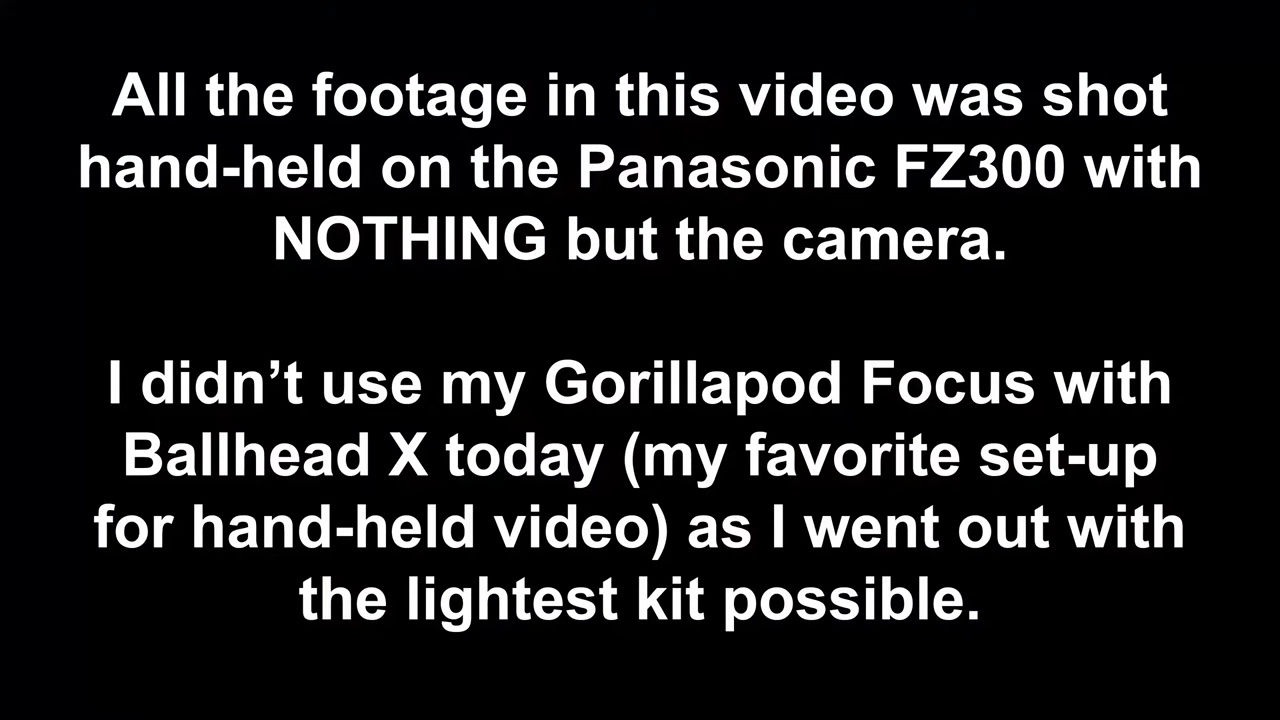 All the footage in this video was shot
hand-held on the Panasonic FZ300 with
NOTHING but the camera.
I didn’t use my Gorillapod Focus with
Ballhead X today (my favorite set-up
for hand-held video) as I went out with
the lightest kit possible.